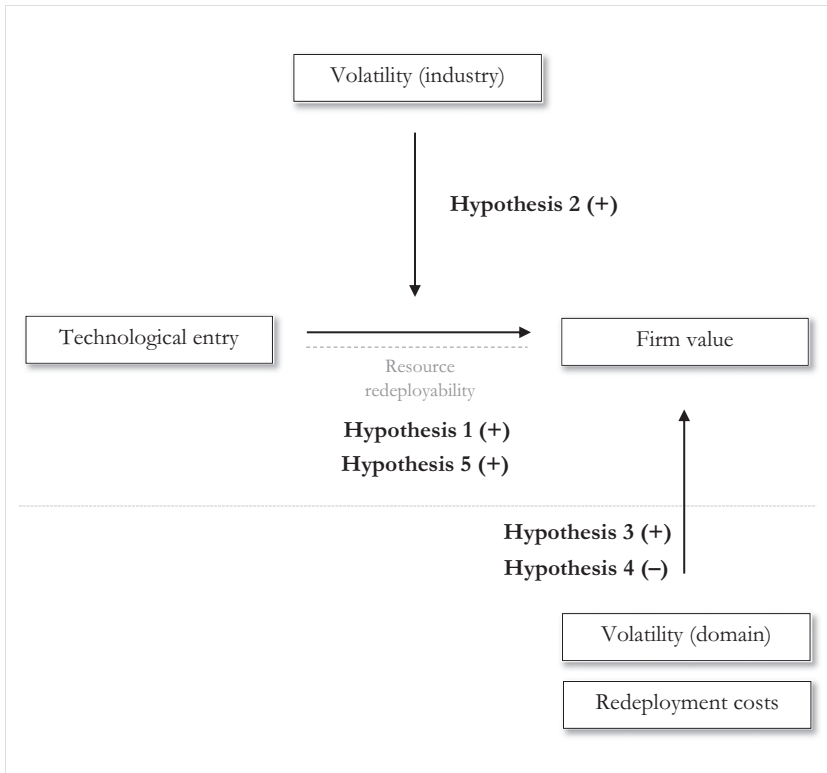 Volatility (industry)
Hypothesis 2 (+)
Technological entry
Firm value
Resource
redeployability
Hypothesis 1 (+)
Hypothesis 5 (+)
Hypothesis 3 (+)
Hypothesis 4 (–)
Volatility (domain)
Redeployment costs